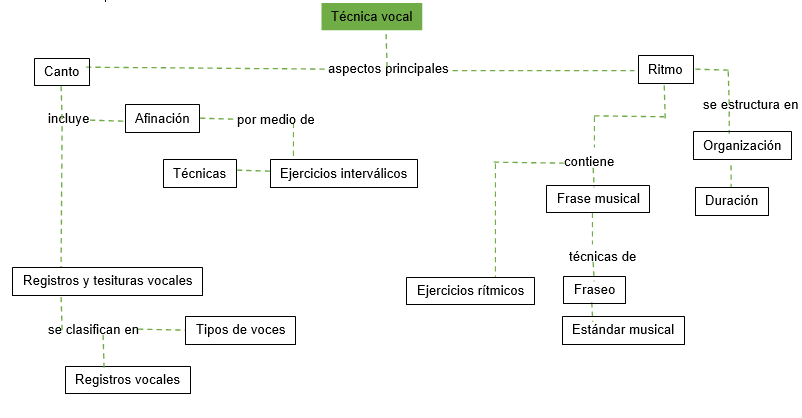 Técnica vocal
Canto
aspectos principales
Ritmo
incluye
Afinación
por medio de
se estructura en
Organización
contiene
Técnicas
Ejercicios interválicos
Frase musical
Duración
técnicas de
Registros y tesituras vocales
Ejercicios rítmicos
Fraseo
se clasifican en
Tipos de voces
Estándar musical
Registros vocales